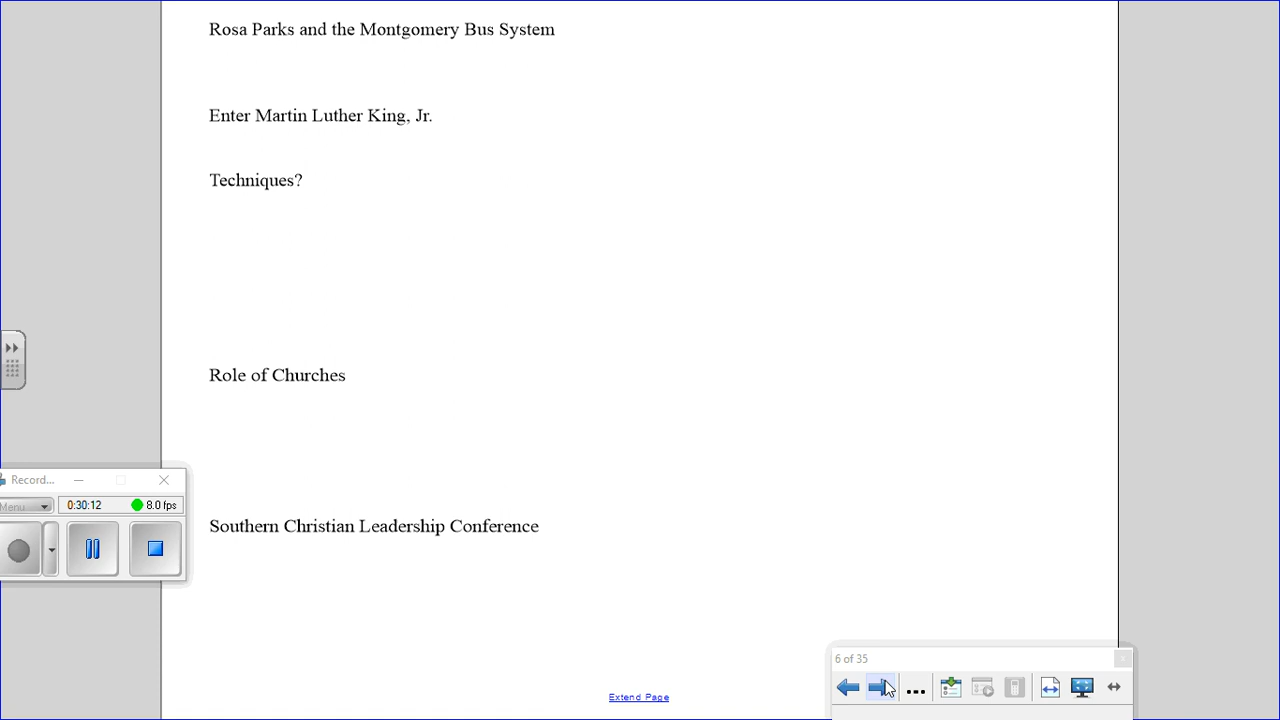 Rosa Parks and the Montgomery Bus System
Enter Martin Luther King, Jr.
Techniques?
Role of Churches
Record...
Menu
0:30:12
8.0 fps
Southern Christian Leadership Conference
6 of 35
Extend Page